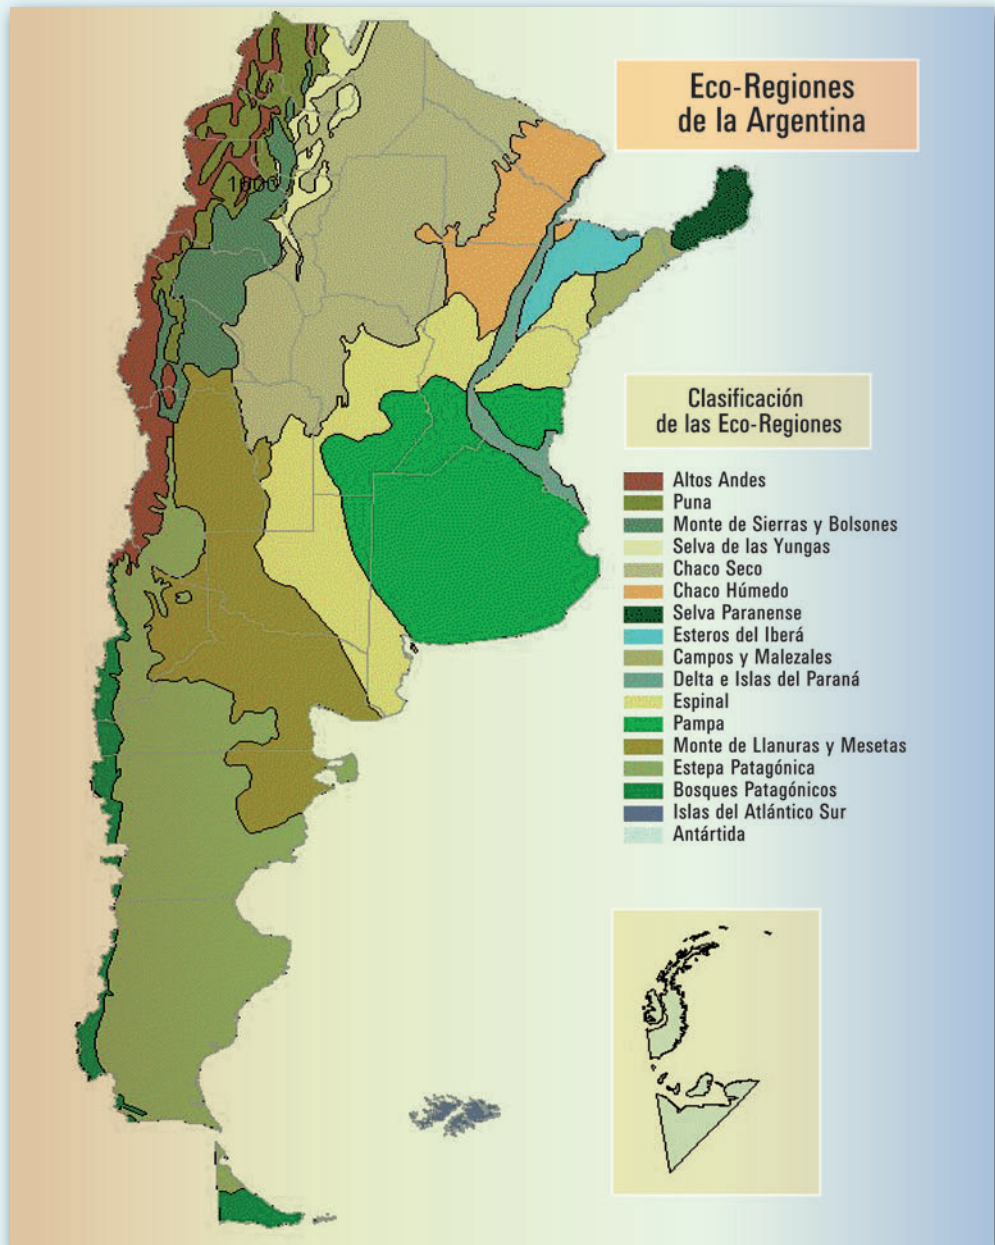 Eco-Regiones
de la Argentina
1600
Clasificación
de las Eco-Regiones
Altos Andes
Puna
Monte de Sierras y Bolsones
Selva de las Yungas
Chaco Seco
Chaco Húmedo
Selva Paranense
Esteros del Iberá
Campos y Malezales
Delta e Islas del Paraná
Espinal
Pampa
Monte de Llanuras y Mesetas
Estepa Patagónica
Bosques Patagónicos
Islas del Atlántico Sur
Antártida